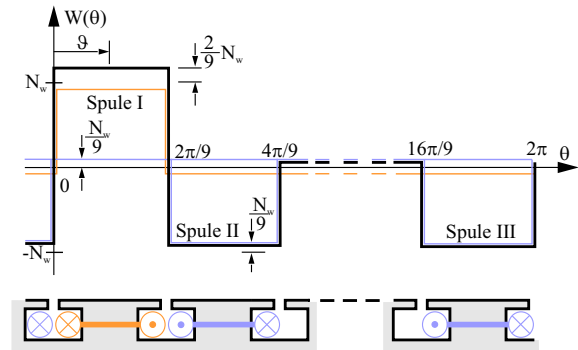 W(θ)
ϑ
2/9 N_w
N_w
Spule I
N_w/9
2π/9
4π/9
16π/9
2π
θ
0
Spule II
N_w/9
Spule III
-N_w